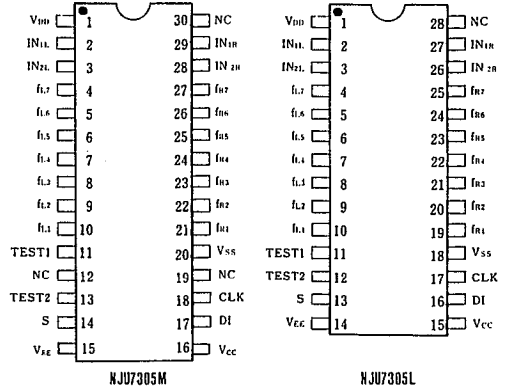 VDD 1 30 NC
IN1L 2 29 IN1R
IN2L 3 28 IN2R
fL7 4 27 fR7
fL6 5 26 fR6
fL5 6 25 fR5
fL4 7 24 fR4
fL3 8 23 fR3
fL2 9 22 fR2
fL1 10 21 fR1
TEST1 11 20 VSS
NC 12 19 NC
TEST2 13 18 CLK
S 14 17 DI
VEE 15 16 VCC
NJU7305M
VDD 1 28 NC
IN1L 2 27 IN1R
IN2L 3 26 IN2R
fL7 4 25 fR7
fL6 5 24 fR6
fL5 6 23 fR5
fL4 7 22 fR4
fL3 8 21 fR3
fL2 9 20 fR2
fL1 10 19 fR1
TEST1 11 18 VSS
TEST2 12 17 CLK
S 13 16 DI
VEE 14 15 VCC
NJU7305L